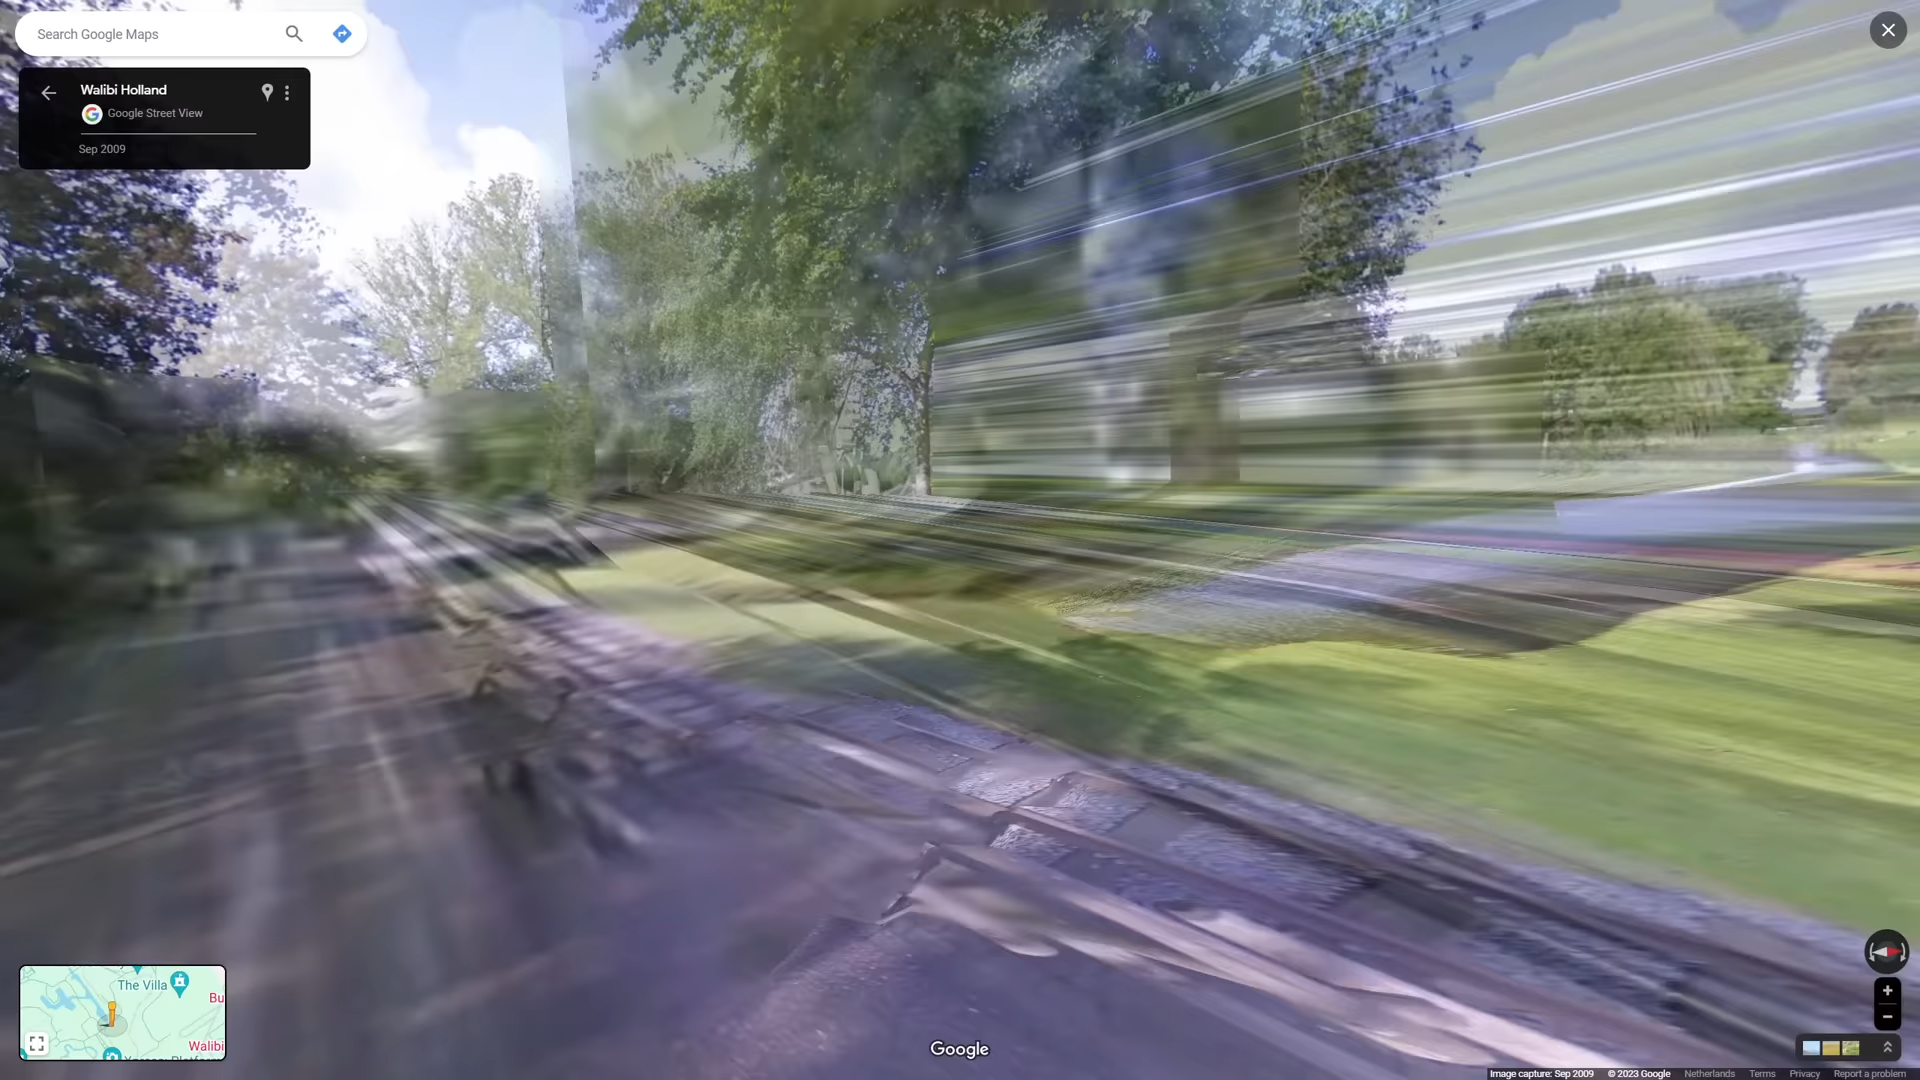 Search Google Maps
Walibi Holland
Google Street View
Sep 2009
The Villa
Bu
Walibi
Google
Image capture: Sep 2009 © 2023 Google Netherlands Terms Privacy Report a problem